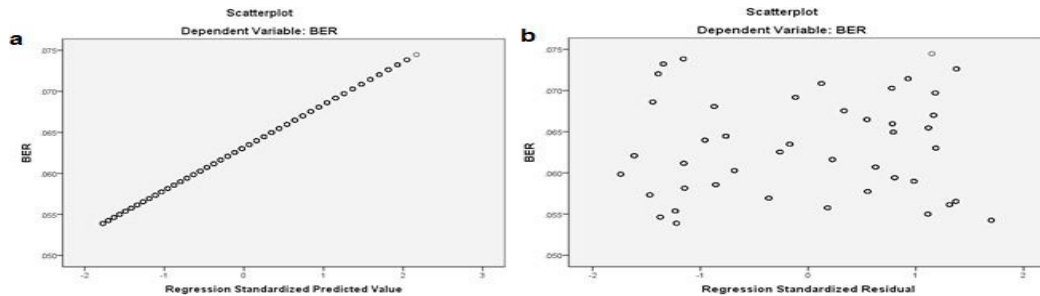 a
Scatterplot
Dependent Variable: BER
.075
.070
.065
.060
.055
.050
BER
-2
-1
0
1
2
3
Regression Standardized Predicted Value
b
Scatterplot
Dependent Variable: BER
.075
.070
.065
.060
.055
.050
BER
-2
-1
0
1
2
Regression Standardized Residual